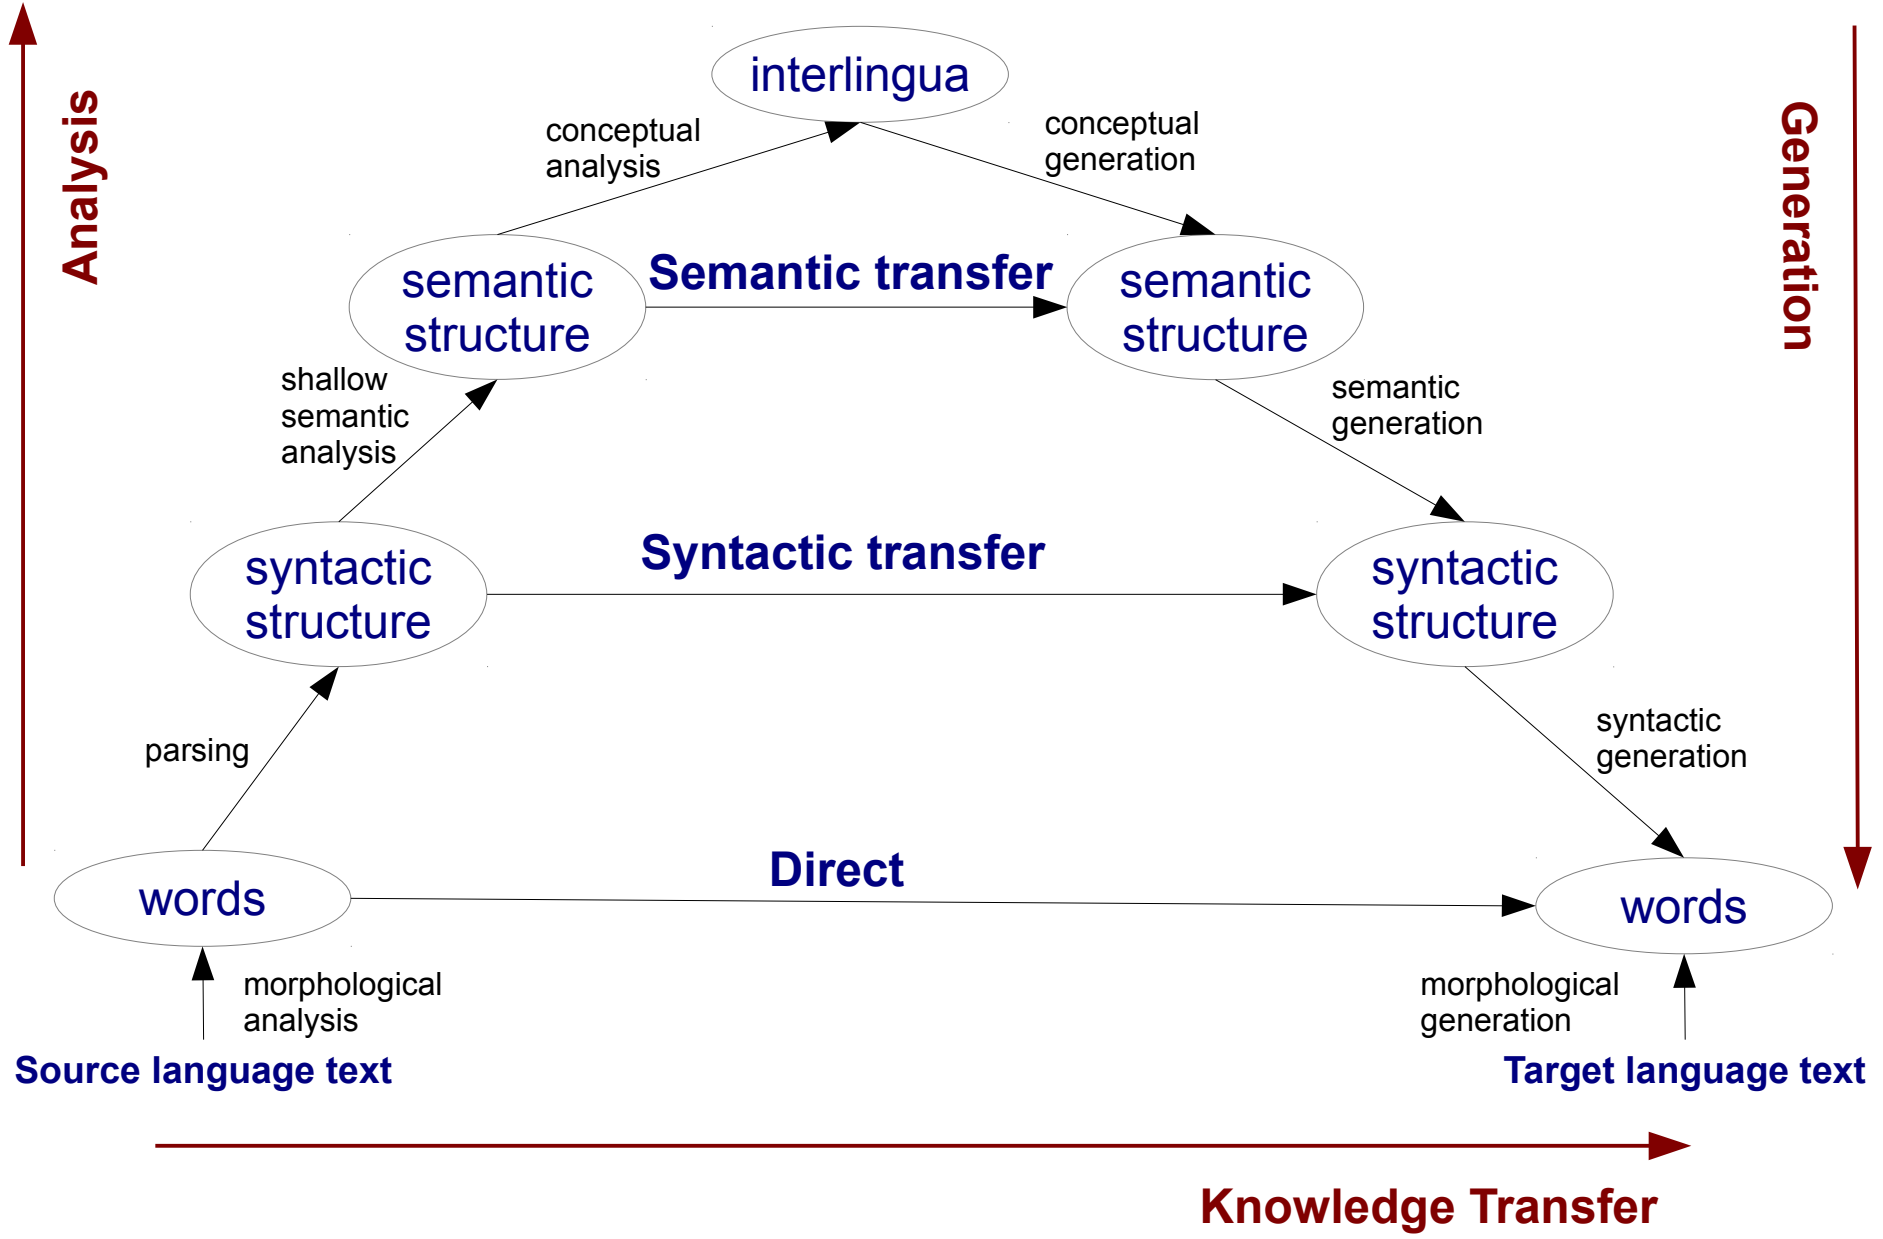 interlingua
conceptual
analysis
conceptual
generation
Analysis
Generation
semantic
structure
Semantic transfer
semantic
structure
shallow
semantic
analysis
semantic
generation
syntactic
structure
Syntactic transfer
syntactic
structure
parsing
syntactic
generation
words
Direct
words
morphological
analysis
morphological
generation
Source language text
Target language text
Knowledge Transfer